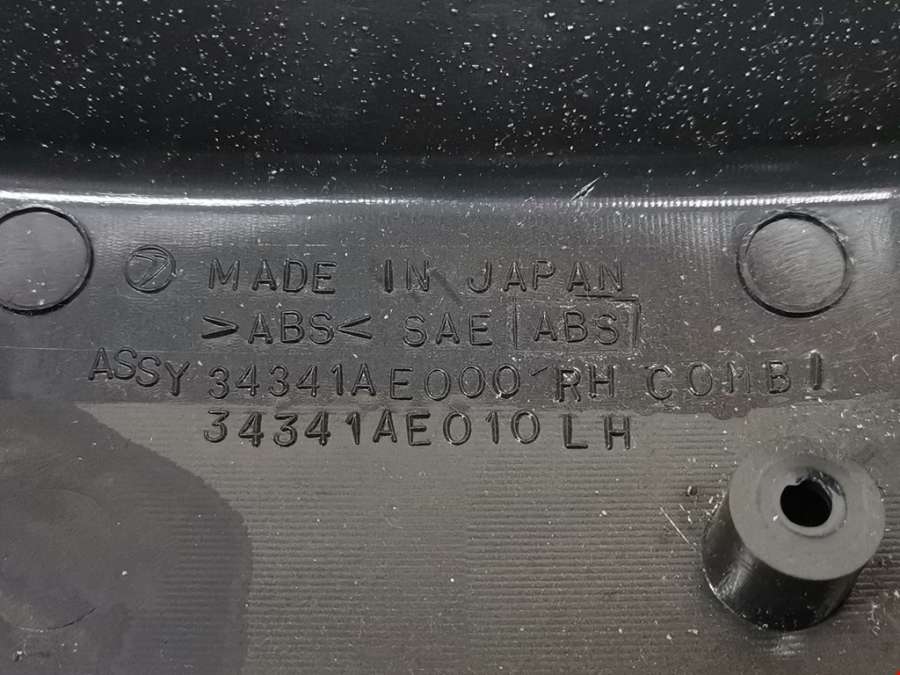 MADE IN JAPAN
>ABS< SAE ABS
ASSY 34341AE000 RH COMBI
34341AE010 LH